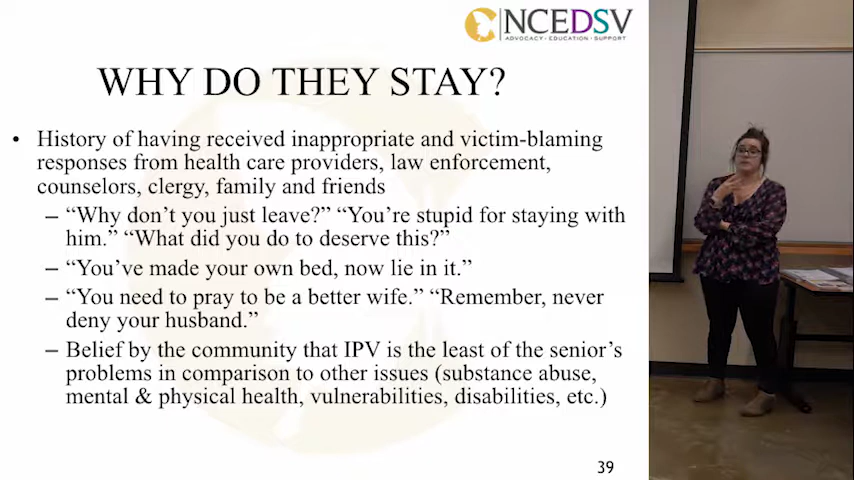 NCEDSV
ADVOCACY · EDUCATION · SUPPORT
WHY DO THEY STAY?
• History of having received inappropriate and victim-blaming
responses from health care providers, law enforcement,
counselors, clergy, family and friends
– “Why don’t you just leave?” “You’re stupid for staying with
him.” “What did you do to deserve this?”
– “You’ve made your own bed, now lie in it.”
– “You need to pray to be a better wife.” “Remember, never
deny your husband.”
– Belief by the community that IPV is the least of the senior’s
problems in comparison to other issues (substance abuse,
mental & physical health, vulnerabilities, disabilities, etc.)
39